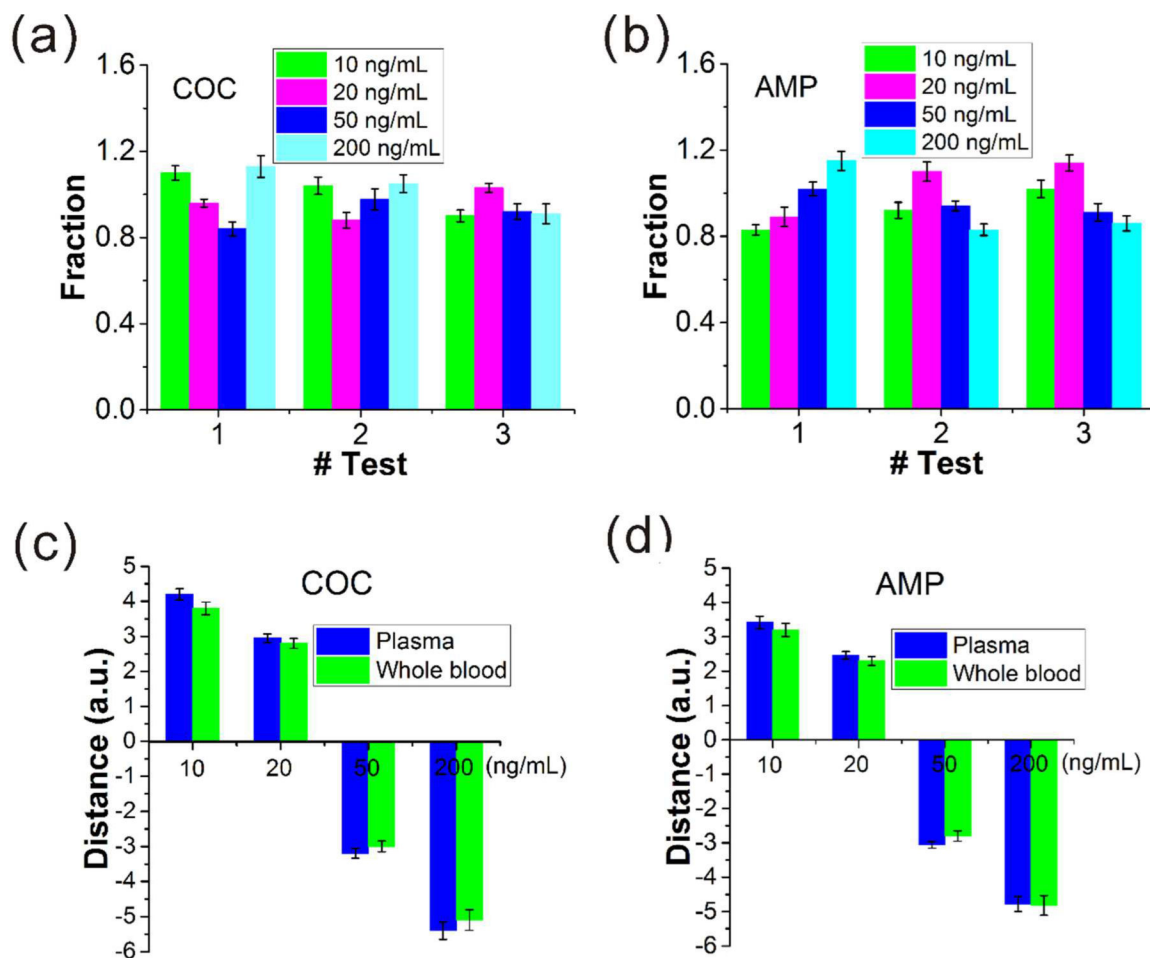 (a)
COC
10 ng/mL
20 ng/mL
50 ng/mL
200 ng/mL
Fraction
1.6
1.2
0.8
0.4
0.0
1 2 3
# Test
(b)
AMP
10 ng/mL
20 ng/mL
50 ng/mL
200 ng/mL
Fraction
1.6
1.2
0.8
0.4
0.0
1 2 3
# Test
(c)
COC
Plasma
Whole blood
Distance (a.u.)
5
4
3
2
1
0
-1
-2
-3
-4
-5
-6
10 20 50 200 (ng/mL)
(d)
AMP
Plasma
Whole blood
Distance (a.u.)
5
4
3
2
1
0
-1
-2
-3
-4
-5
-6
10 20 50 200 (ng/mL)